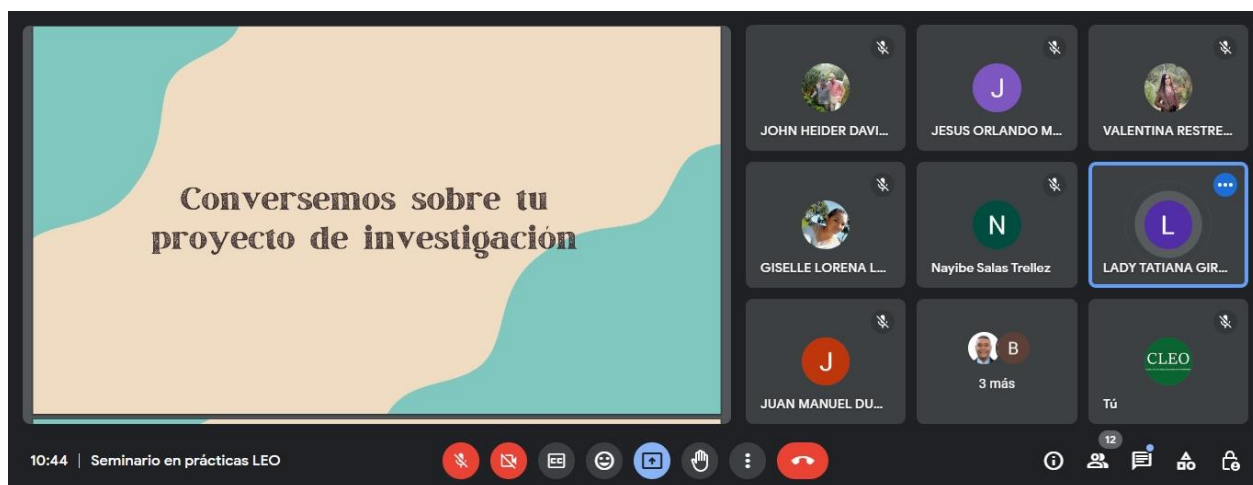 Conversemos sobre tu
proyecto de investigación
JOHN HEIDER DAVI...
J
JESUS ORLANDO M...
VALENTINA RESTRE...
GISELLE LORENA L...
N
Nayibe Salas Trellez
L
LADY TATIANA GIR...
J
JUAN MANUEL DU...
B
3 más
CLEO
Tú
10:44 | Seminario en prácticas LEO
CC
12